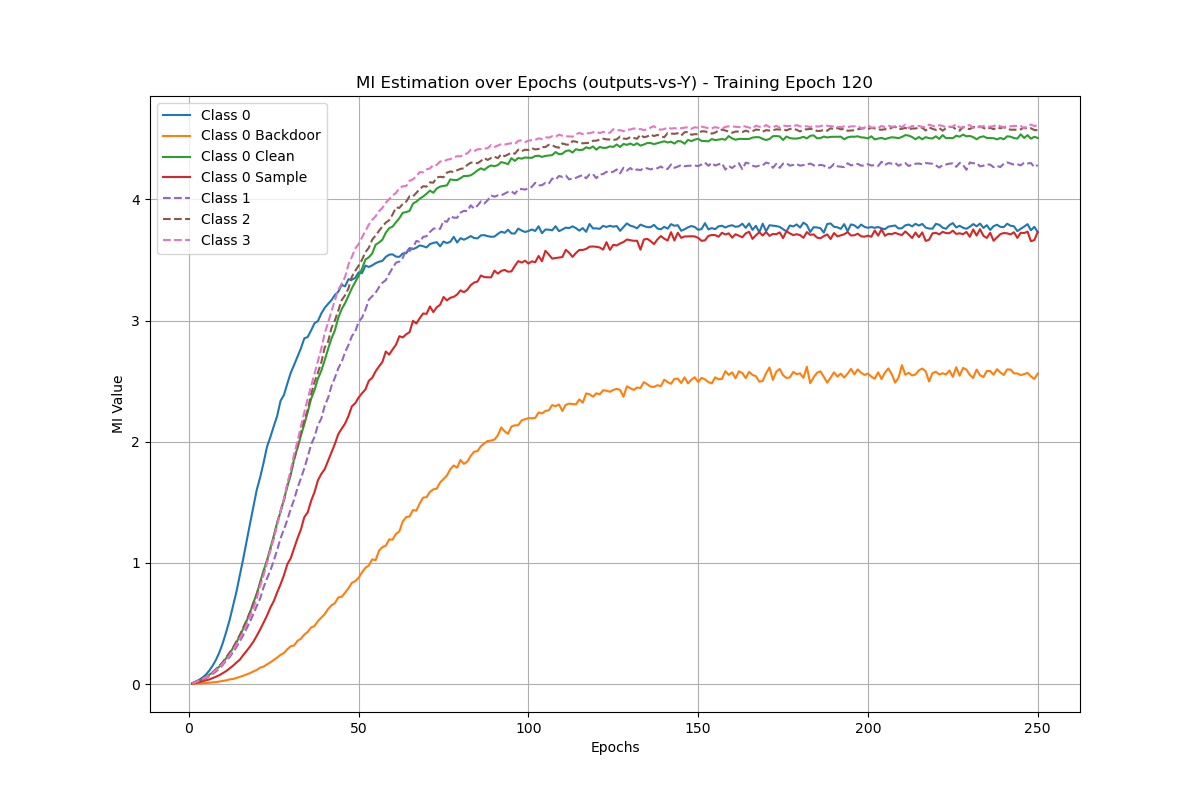 MI Estimation over Epochs (outputs-vs-Y) - Training Epoch 120
Class 0
Class 0 Backdoor
Class 0 Clean
Class 0 Sample
Class 1
Class 2
Class 3
MI Value
4
3
2
1
0
0 50 100 150 200 250
Epochs